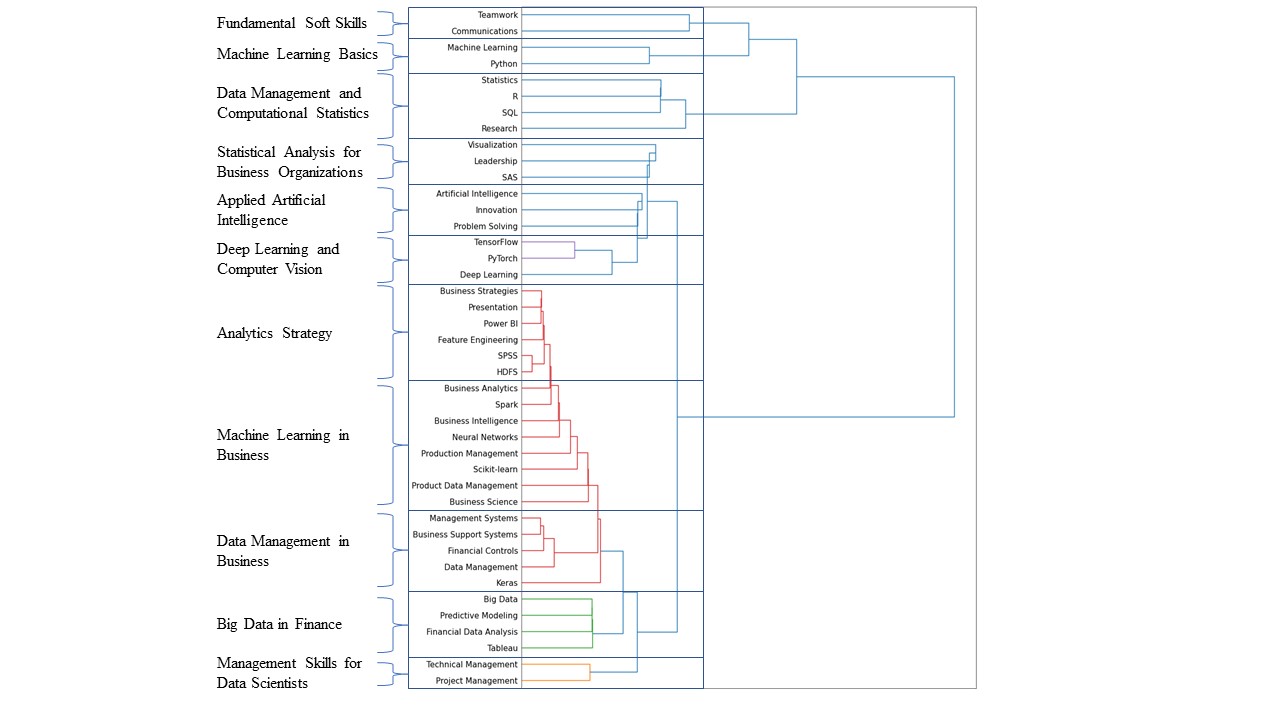 Fundamental Soft Skills
Teamwork
Communications
Machine Learning Basics
Machine Learning
Python
Data Management and
Computational Statistics
Statistics
R
SQL
Research
Statistical Analysis for
Business Organizations
Visualization
Leadership
SAS
Applied Artificial
Intelligence
Artificial Intelligence
Innovation
Problem Solving
Deep Learning and
Computer Vision
TensorFlow
PyTorch
Deep Learning
Analytics Strategy
Business Strategies
Presentation
Power BI
Feature Engineering
SPSS
HDFS
Machine Learning in
Business
Business Analytics
Spark
Business Intelligence
Neural Networks
Production Management
Scikit-learn
Product Data Management
Business Science
Data Management in
Business
Management Systems
Business Support Systems
Financial Controls
Data Management
Keras
Big Data in Finance
Big Data
Predictive Modeling
Financial Data Analysis
Tableau
Management Skills for
Data Scientists
Technical Management
Project Management